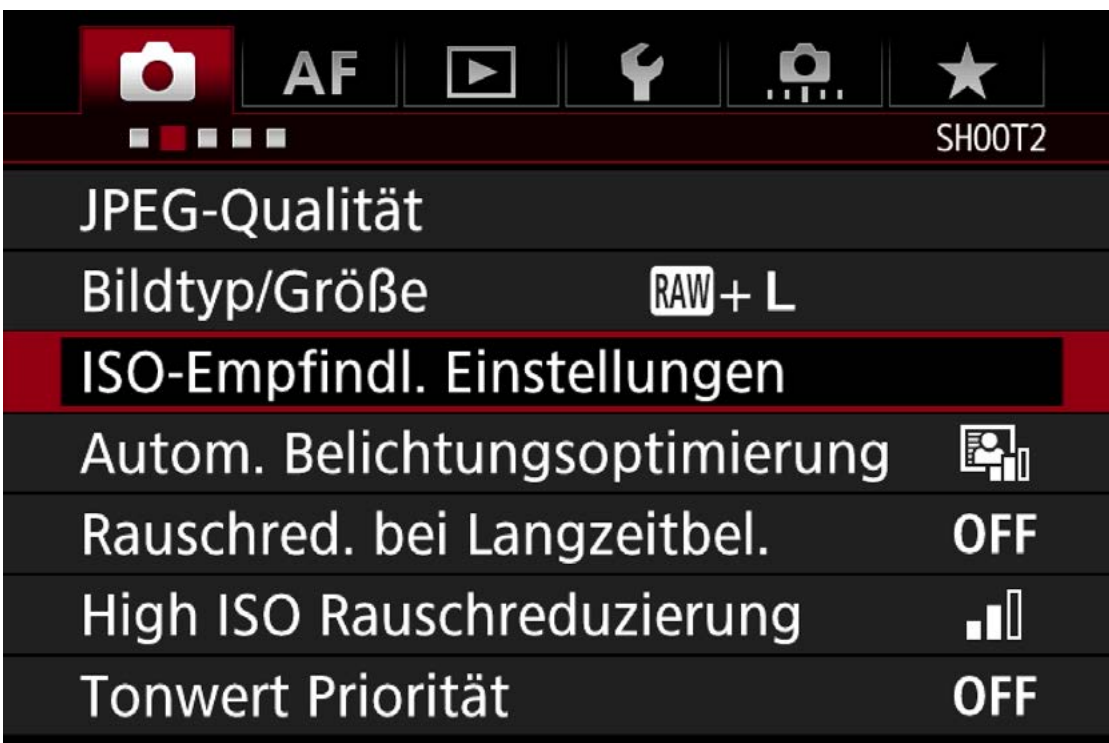 AF
SHOOT2
JPEG-Qualität
Bildtyp/Größe RAW+L
ISO-Empfindl. Einstellungen
Autom. Belichtungsoptimierung
Rauschred. bei Langzeitbel. OFF
High ISO Rauschreduzierung
Tonwert Priorität OFF